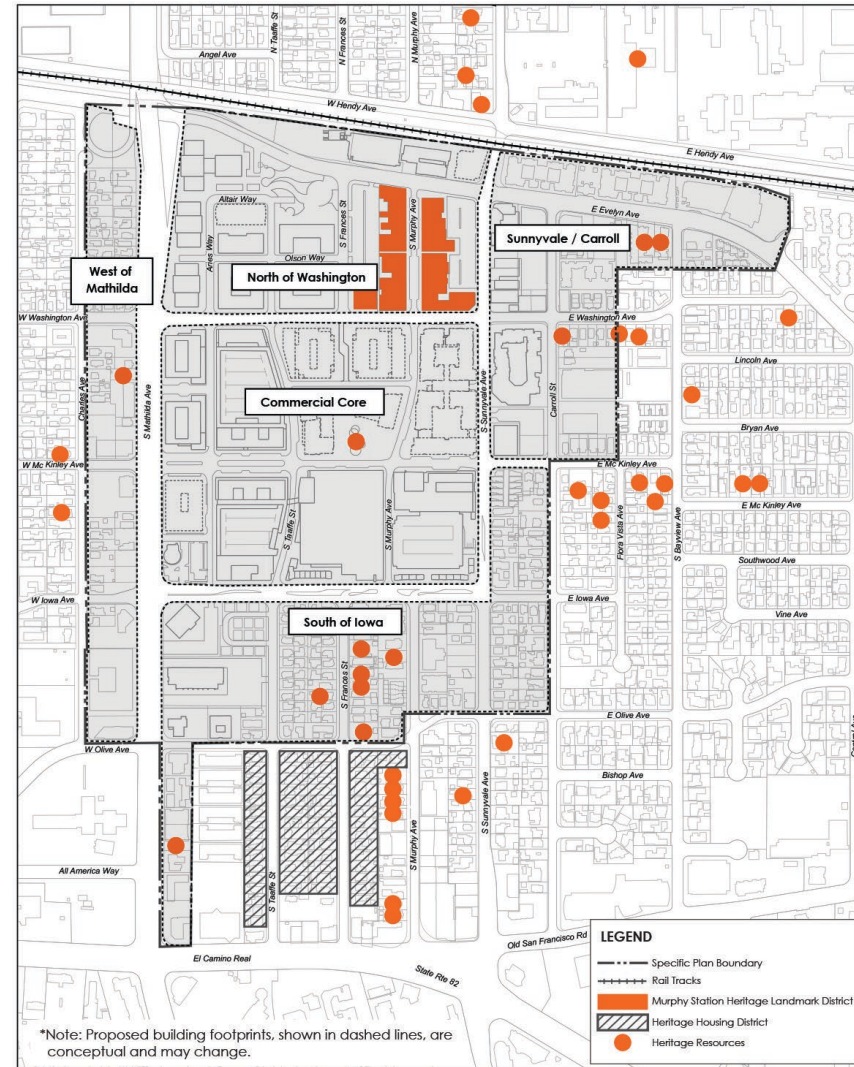 N Taaffe St
N Frances St
N Murphy Ave
Angel Ave
W Hendy Ave
E Hendy Ave
Altair Way
S Frances St
S Murphy Ave
E Evelyn Ave
Sunnyvale / Carroll
Aries Way
Olson Way
West of
Mathilda
North of Washington
W Washington Ave
E Washington Ave
Lincoln Ave
Charles Ave
S Mathilda Ave
Commercial Core
S Sunnyvale Ave
Carroll St
Bryan Ave
W Mc Kinley Ave
E Mc Kinley Ave
E Mc Kinley Ave
S Taaffe St
S Murphy Ave
Flora Vista Ave
S Bayview Ave
Southwood Ave
W Iowa Ave
E Iowa Ave
Vine Ave
South of Iowa
S Frances St
E Olive Ave
W Olive Ave
Bishop Ave
S Murphy Ave
S Sunnyvale Ave
All America Way
S Taaffe St
Old San Francisco Rd
El Camino Real
State Rte 82
LEGEND
Specific Plan Boundary
Rail Tracks
Murphy Station Heritage Landmark District
Heritage Housing District
Heritage Resources
*Note: Proposed building footprints, shown in dashed lines, are
conceptual and may change.